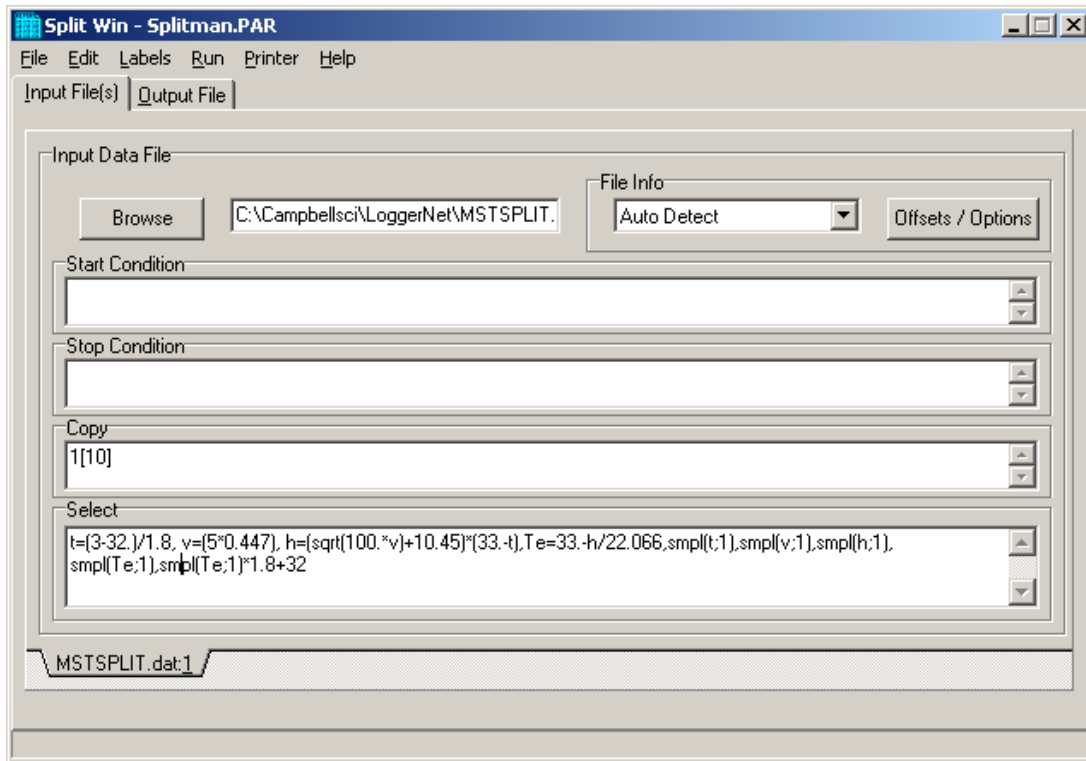 Split Win - Splitman.PAR
File Edit Labels Run Printer Help
Input File(s) Output File
Input Data File
File Info
Browse C:\Campbellsci\LoggerNet\MSTSPLIT. Auto Detect Offsets / Options
Start Condition
Stop Condition
Copy
1[10]
Select
t=(3-32.)/1.8, v=(5*0.447), h=(sqrt(100.*v)+10.45)*(33.-t),Te=33.-h/22.066,smpl(t;1),smpl(v;1),smpl(h;1),
smpl(Te;1),smpl(Te;1)*1.8+32
MSTSPLIT.dat:1